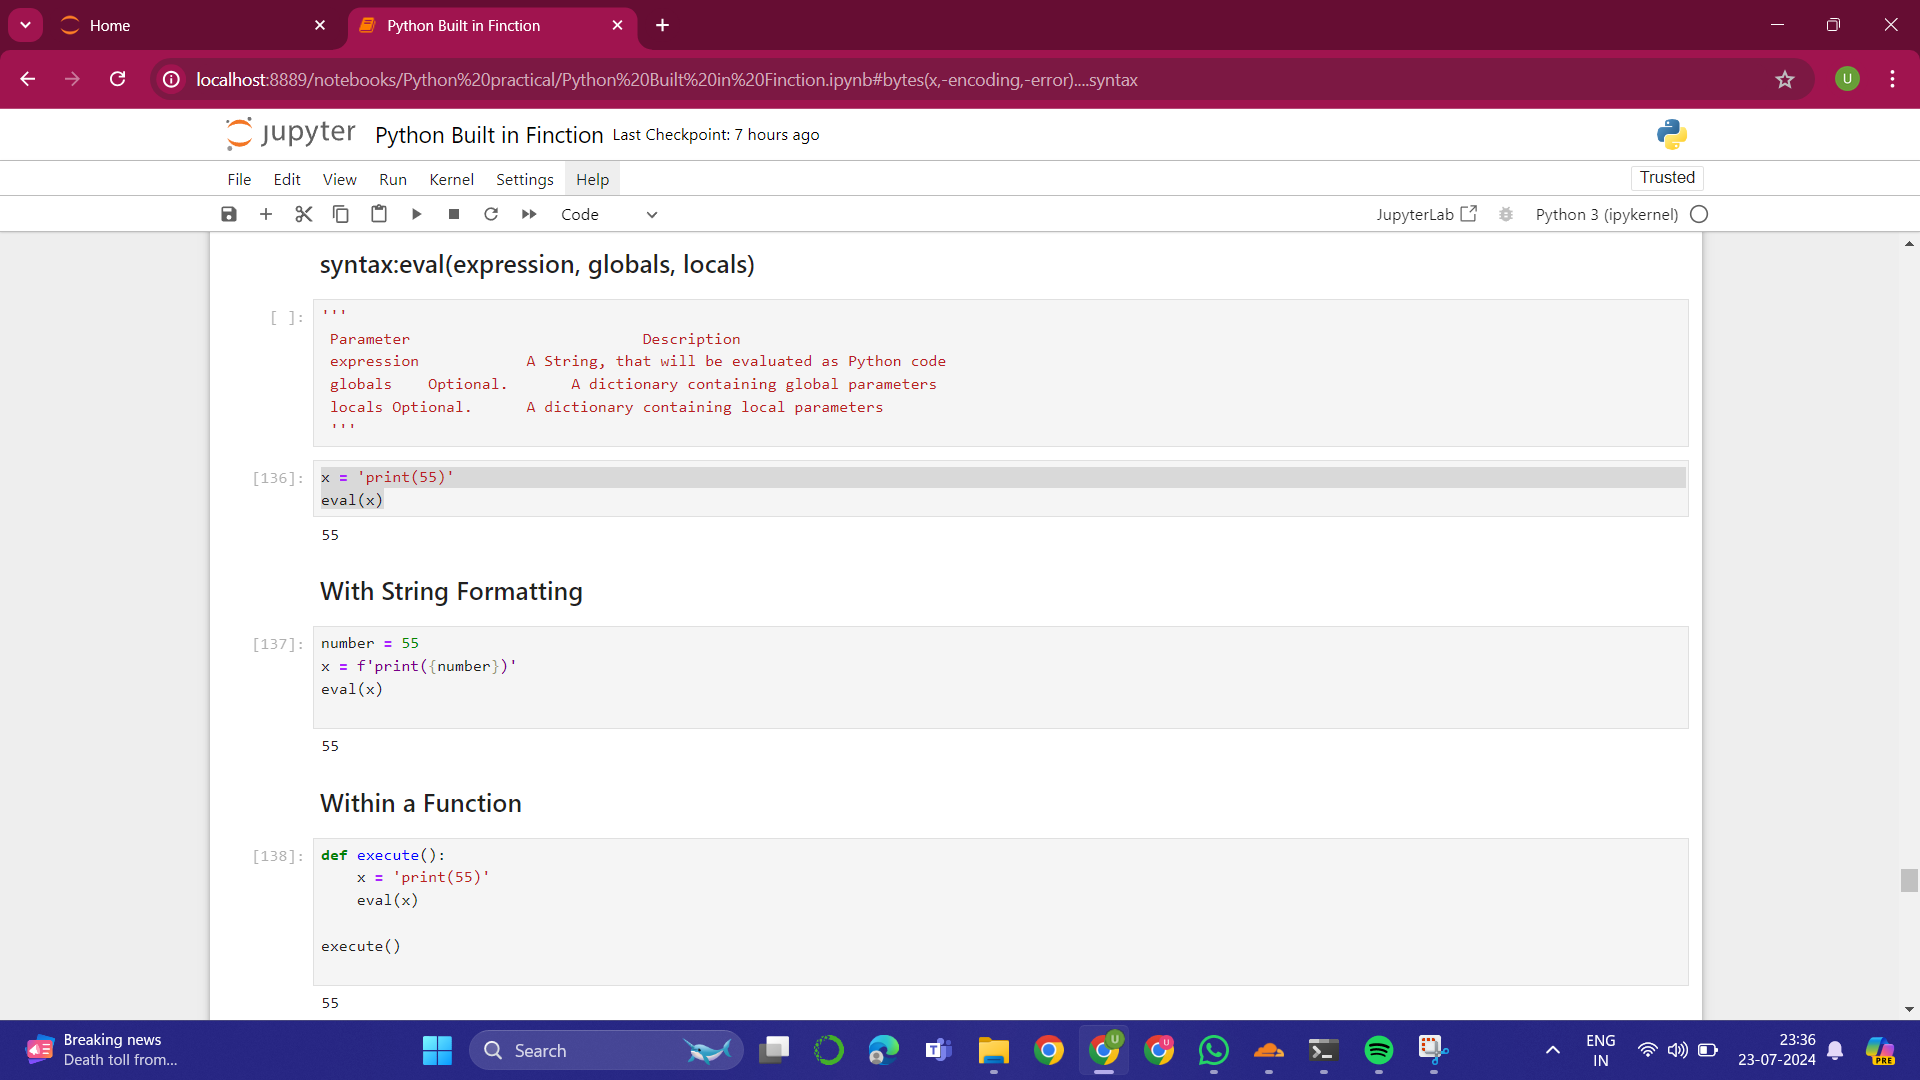 Home
Python Built in Finction
localhost:8889/notebooks/Python%20practical/Python%20Built%20in%20Finction.ipynb#bytes(x,-encoding,-error)....syntax
U
jupyter Python Built in Finction Last Checkpoint: 7 hours ago
File Edit View Run Kernel Settings Help
Trusted
Code
JupyterLab
Python 3 (ipykernel)
syntax:eval(expression, globals, locals)
[ ]: '''
Parameter Description
expression A String, that will be evaluated as Python code
globals Optional. A dictionary containing global parameters
locals Optional. A dictionary containing local parameters
'''
[136]: x = 'print(55)'
eval(x)
55
With String Formatting
[137]: number = 55
x = f'print({number})'
eval(x)
55
Within a Function
[138]: def execute():
x = 'print(55)'
eval(x)
execute()
55
Breaking news
Death toll from...
Search
U
U
ENG
IN
23:36
23-07-2024
PRE